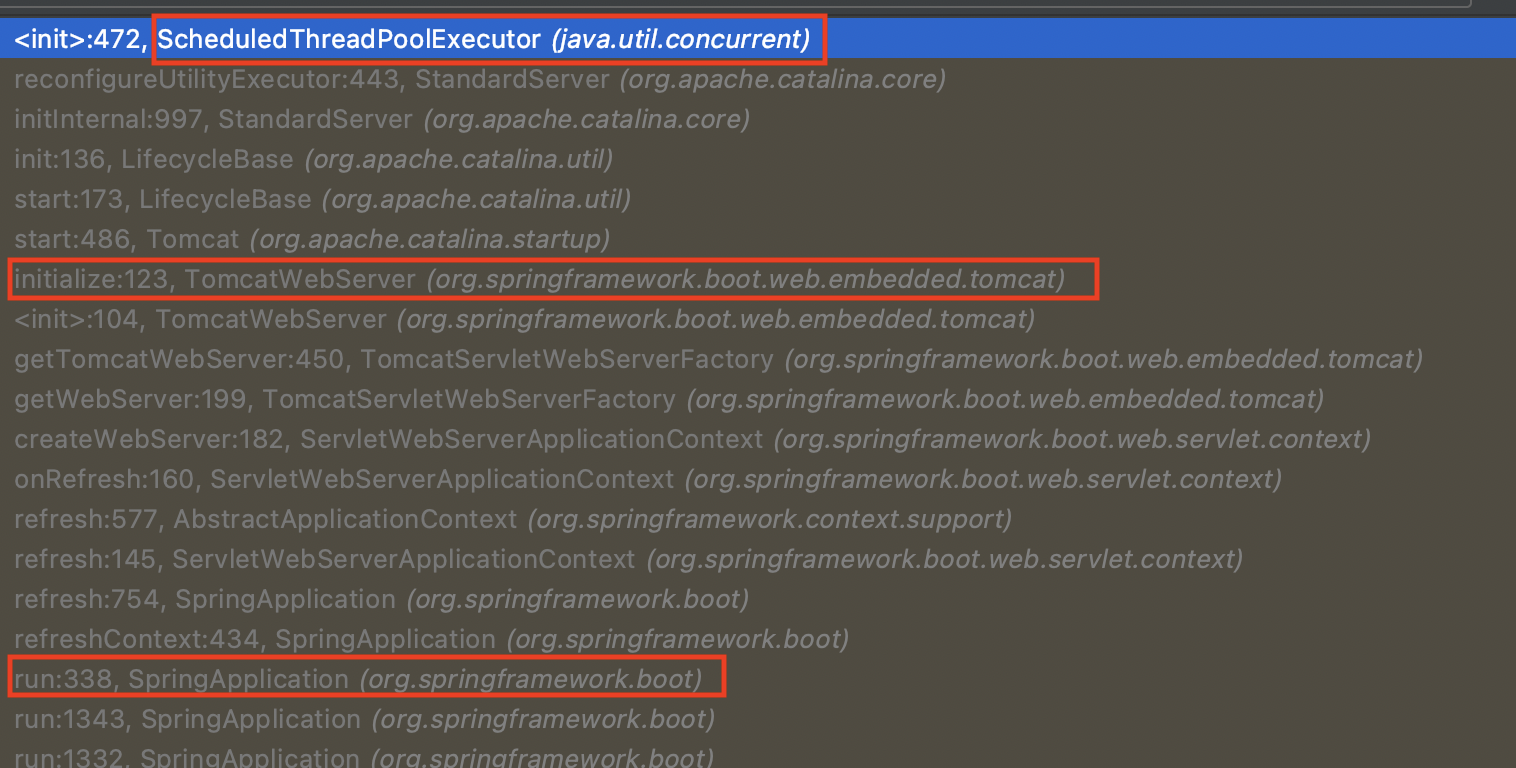 <init>:472, ScheduledThreadPoolExecutor (java.util.concurrent)
reconfigureUtilityExecutor:443, StandardServer (org.apache.catalina.core)
initInternal:997, StandardServer (org.apache.catalina.core)
init:136, LifecycleBase (org.apache.catalina.util)
start:173, LifecycleBase (org.apache.catalina.util)
start:486, Tomcat (org.apache.catalina.startup)
initialize:123, TomcatWebServer (org.springframework.boot.web.embedded.tomcat)
<init>:104, TomcatWebServer (org.springframework.boot.web.embedded.tomcat)
getTomcatWebServer:450, TomcatServletWebServerFactory (org.springframework.boot.web.embedded.tomcat)
getWebServer:199, TomcatServletWebServerFactory (org.springframework.boot.web.embedded.tomcat)
createWebServer:182, ServletWebServerApplicationContext (org.springframework.boot.web.servlet.context)
onRefresh:160, ServletWebServerApplicationContext (org.springframework.boot.web.servlet.context)
refresh:577, AbstractApplicationContext (org.springframework.context.support)
refresh:145, ServletWebServerApplicationContext (org.springframework.boot.web.servlet.context)
refresh:754, SpringApplication (org.springframework.boot)
refreshContext:434, SpringApplication (org.springframework.boot)
run:338, SpringApplication (org.springframework.boot)
run:1343, SpringApplication (org.springframework.boot)
run:1332, SpringApplication (org.springframework.boot)